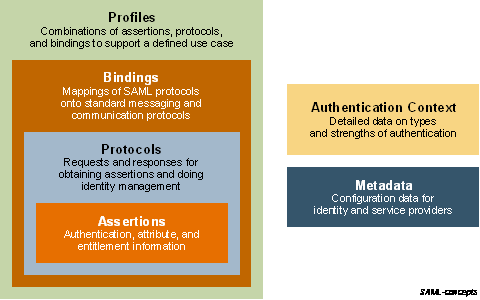 Profiles
Combinations of assertions, protocols,
and bindings to support a defined use case
Bindings
Mappings of SAML protocols
onto standard messaging and
communication protocols
Protocols
Requests and responses for
obtaining assertions and doing
identity management
Assertions
Authentication, attribute, and
entitlement information
Authentication Context
Detailed data on types
and strengths of authentication
Metadata
Configuration data for
identity and service providers
SAML-concepts